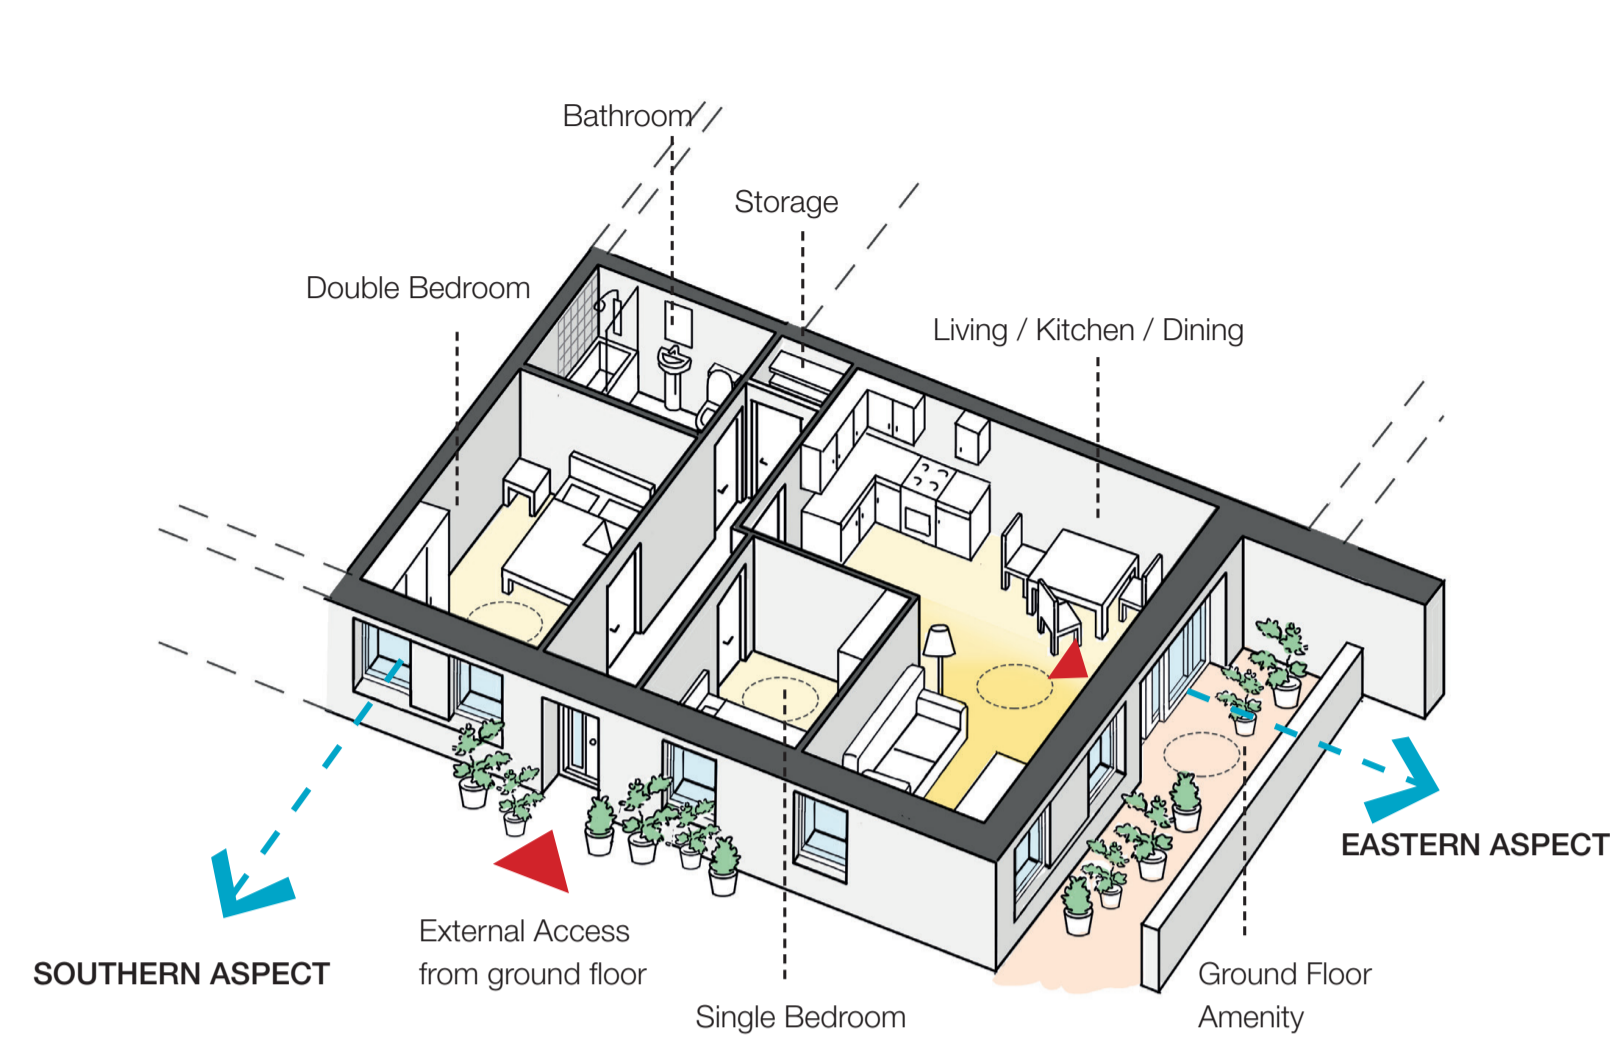 Bathroom
Storage
Double Bedroom
Living / Kitchen / Dining
EASTERN ASPECT
External Access
from ground floor
SOUTHERN ASPECT
Ground Floor
Amenity
Single Bedroom